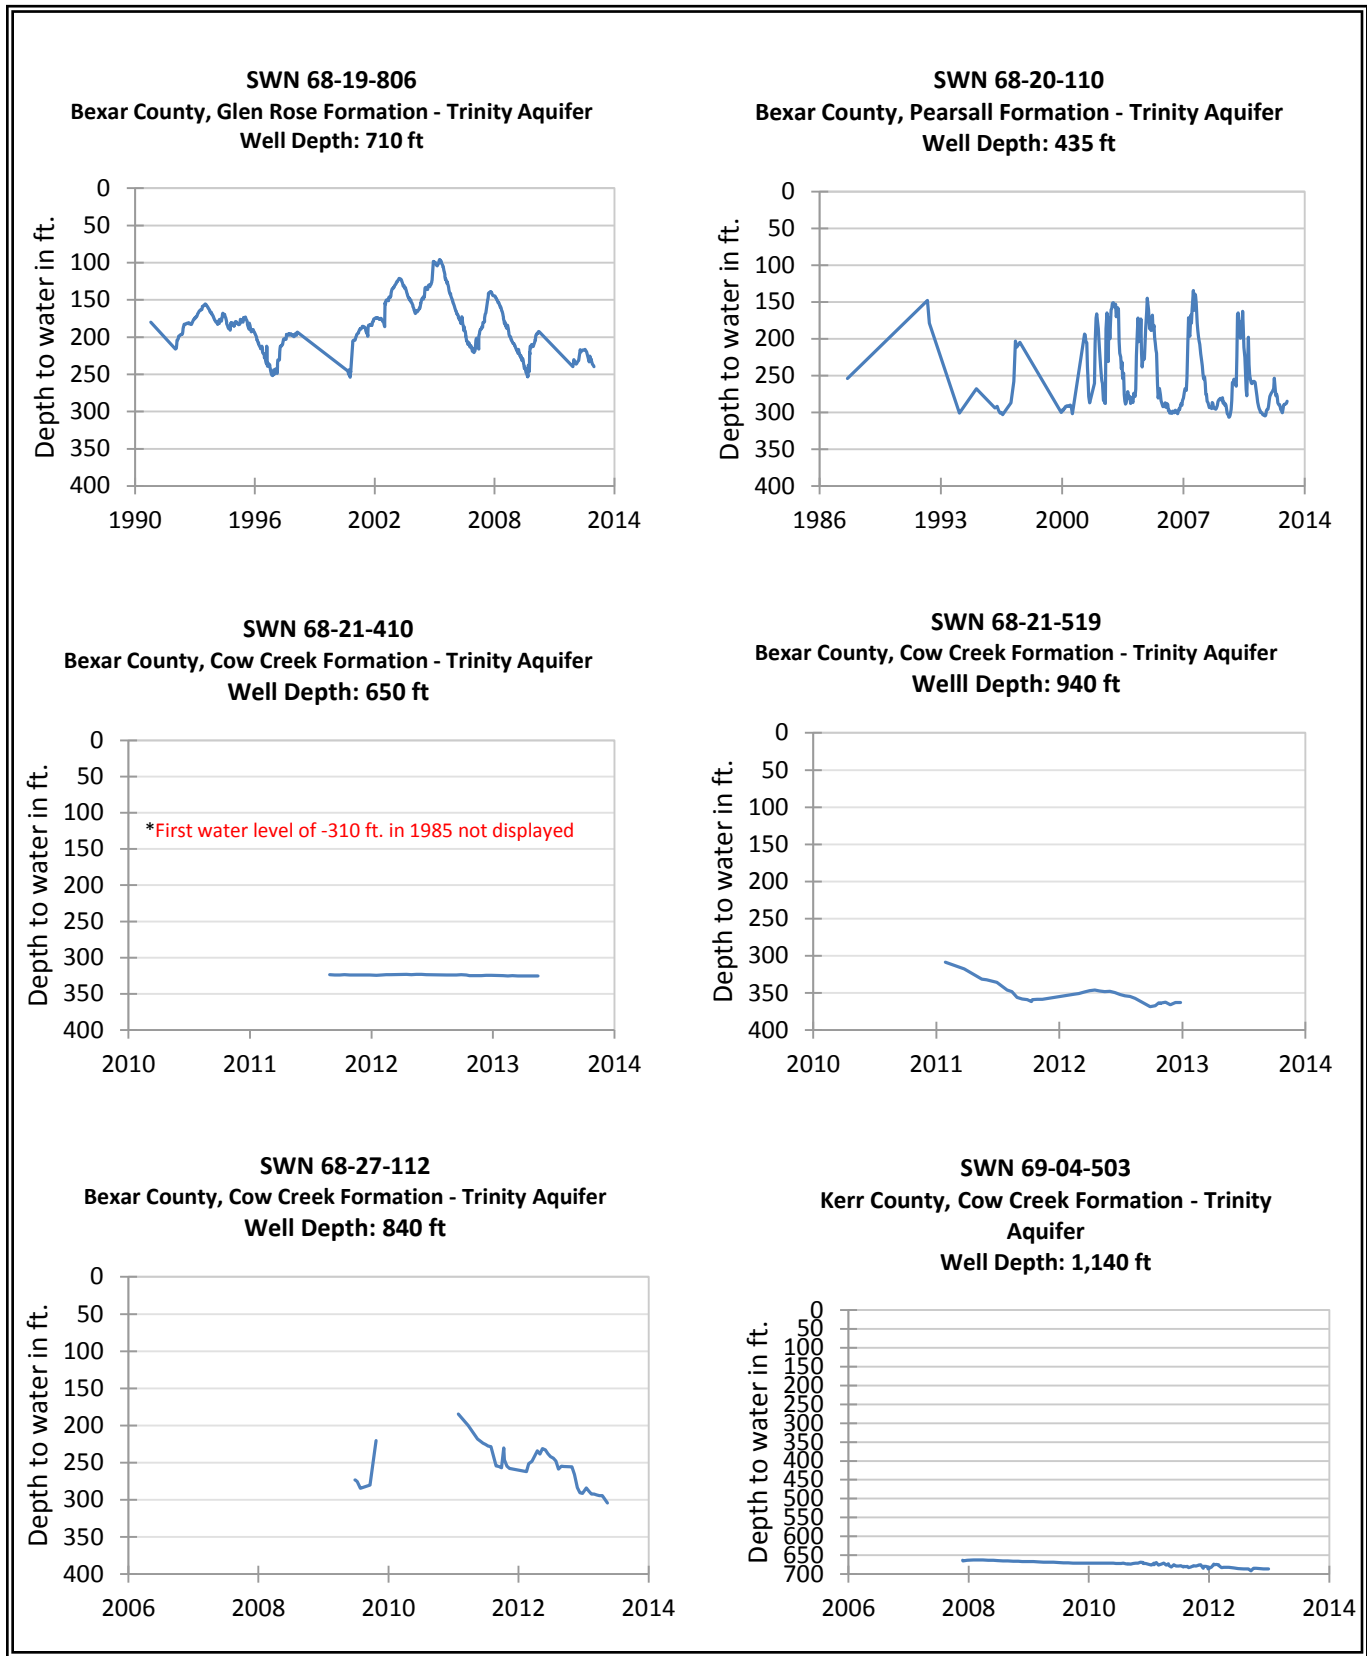 SWN 68-19-806
Bexar County, Glen Rose Formation - Trinity Aquifer
Well Depth: 710 ft
Depth to water in ft.
0
50
100
150
200
250
300
350
400
1990 1996 2002 2008 2014
SWN 68-20-110
Bexar County, Pearsall Formation - Trinity Aquifer
Well Depth: 435 ft
Depth to water in ft.
0
50
100
150
200
250
300
350
400
1986 1993 2000 2007 2014
SWN 68-21-410
Bexar County, Cow Creek Formation - Trinity Aquifer
Well Depth: 650 ft
Depth to water in ft.
0
50
100
*First water level of -310 ft. in 1985 not displayed
150
200
250
300
350
400
2010 2011 2012 2013 2014
SWN 68-21-519
Bexar County, Cow Creek Formation - Trinity Aquifer
Welll Depth: 940 ft
Depth to water in ft.
0
50
100
150
200
250
300
350
400
2010 2011 2012 2013 2014
SWN 68-27-112
Bexar County, Cow Creek Formation - Trinity Aquifer
Well Depth: 840 ft
Depth to water in ft.
0
50
100
150
200
250
300
350
400
2006 2008 2010 2012 2014
SWN 69-04-503
Kerr County, Cow Creek Formation - Trinity
Aquifer
Well Depth: 1,140 ft
Depth to water in ft.
0
50
100
150
200
250
300
350
400
450
500
550
600
650
700
2006 2008 2010 2012 2014